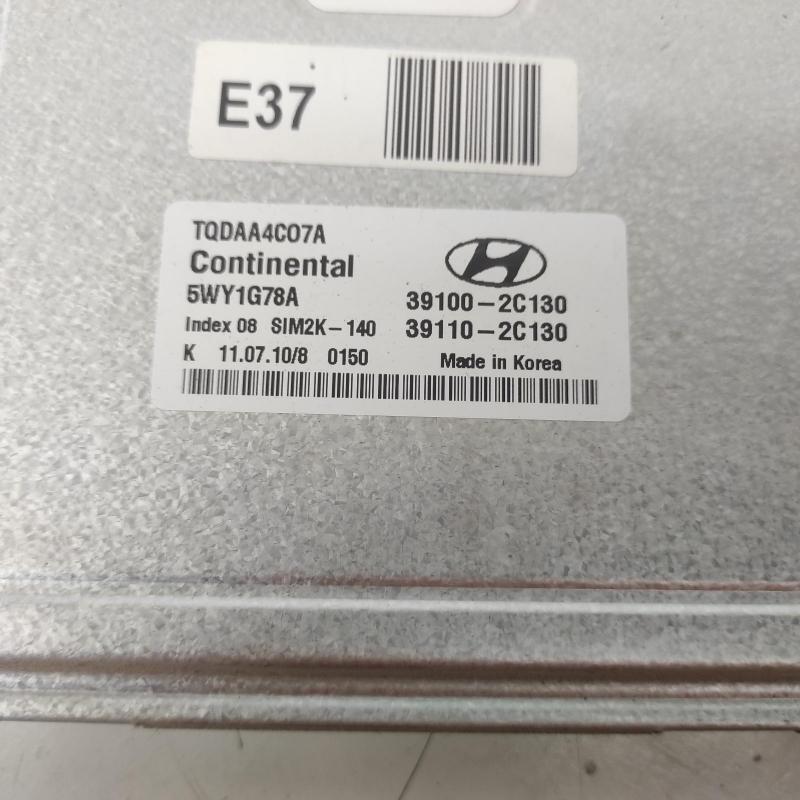 E37
TQDAA4C07A
Continental
5WY1G78A 39100-2C130
Index 08 SIM2K-140 39110-2C130
K 11.07.10/8 0150 Made in Korea